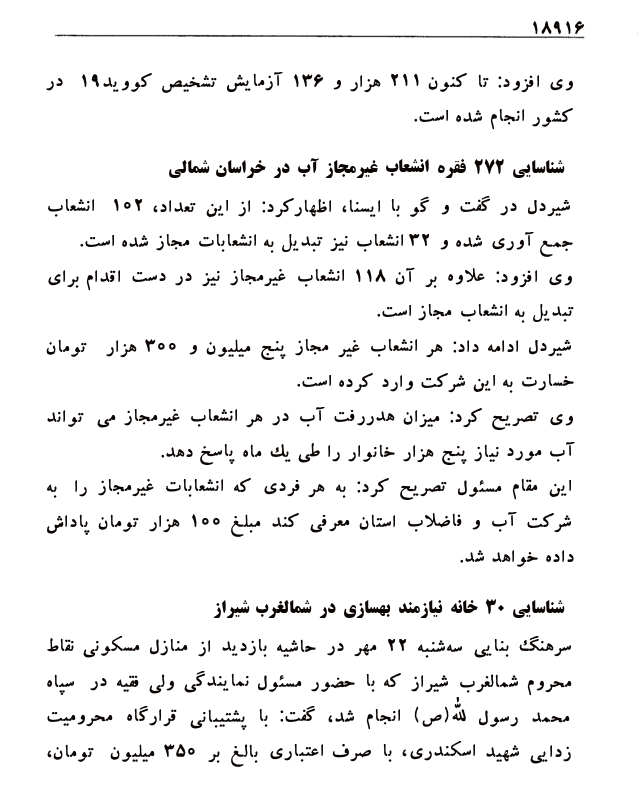 ۱۸۹۱۶
وی افزود: تا کنون ۲۱۱ هزار و ۱۳۶ آزمایش تشخیص کووید۱۹ در
کشور انجام شده است.
شناسایی ۲۷۲ فقره انشعاب غیرمجاز آب در خراسان شمالی
شیردل در گفت و گو با ایسنا، اظهارکرد: از این تعداد، ۱۰۲ انشعاب
جمع آوری شده و ۳۲ انشعاب نیز تبدیل به انشعابات مجاز شده است.
وی افزود: علاوه بر آن ۱۱۸ انشعاب غیرمجاز نیز در دست اقدام برای
تبدیل به انشعاب مجاز است.
شیردل ادامه داد: هر انشعاب غیر مجاز پنج میلیون و ۳۰۰ هزار تومان
خسارت به این شرکت وارد کرده است.
وی تصریح کرد: میزان هدررفت آب در هر انشعاب غیرمجاز می تواند
آب مورد نیاز پنج هزار خانوار را طی یك ماه پاسخ دهد.
این مقام مسئول تصریح کرد: به هر فردی که انشعابات غیرمجاز را به
شرکت آب و فاضلاب استان معرفی کند مبلغ ۱۰۰ هزار تومان پاداش
داده خواهد شد.
شناسایی ۳۰ خانه نیازمند بهسازی در شمالغرب شیراز
سرهنگ بنایی سه‌شنبه ۲۲ مهر در حاشیه بازدید از منازل مسکونی نقاط
محروم شمالغرب شیراز که با حضور مسئول نمایندگی ولی فقیه در سپاه
محمد رسول لله(ص) انجام شد، گفت: با پشتیبانی قرارگاه محرومیت
زدایی شهید اسکندری، با صرف اعتباری بالغ بر ۳۵۰ میلیون تومان،